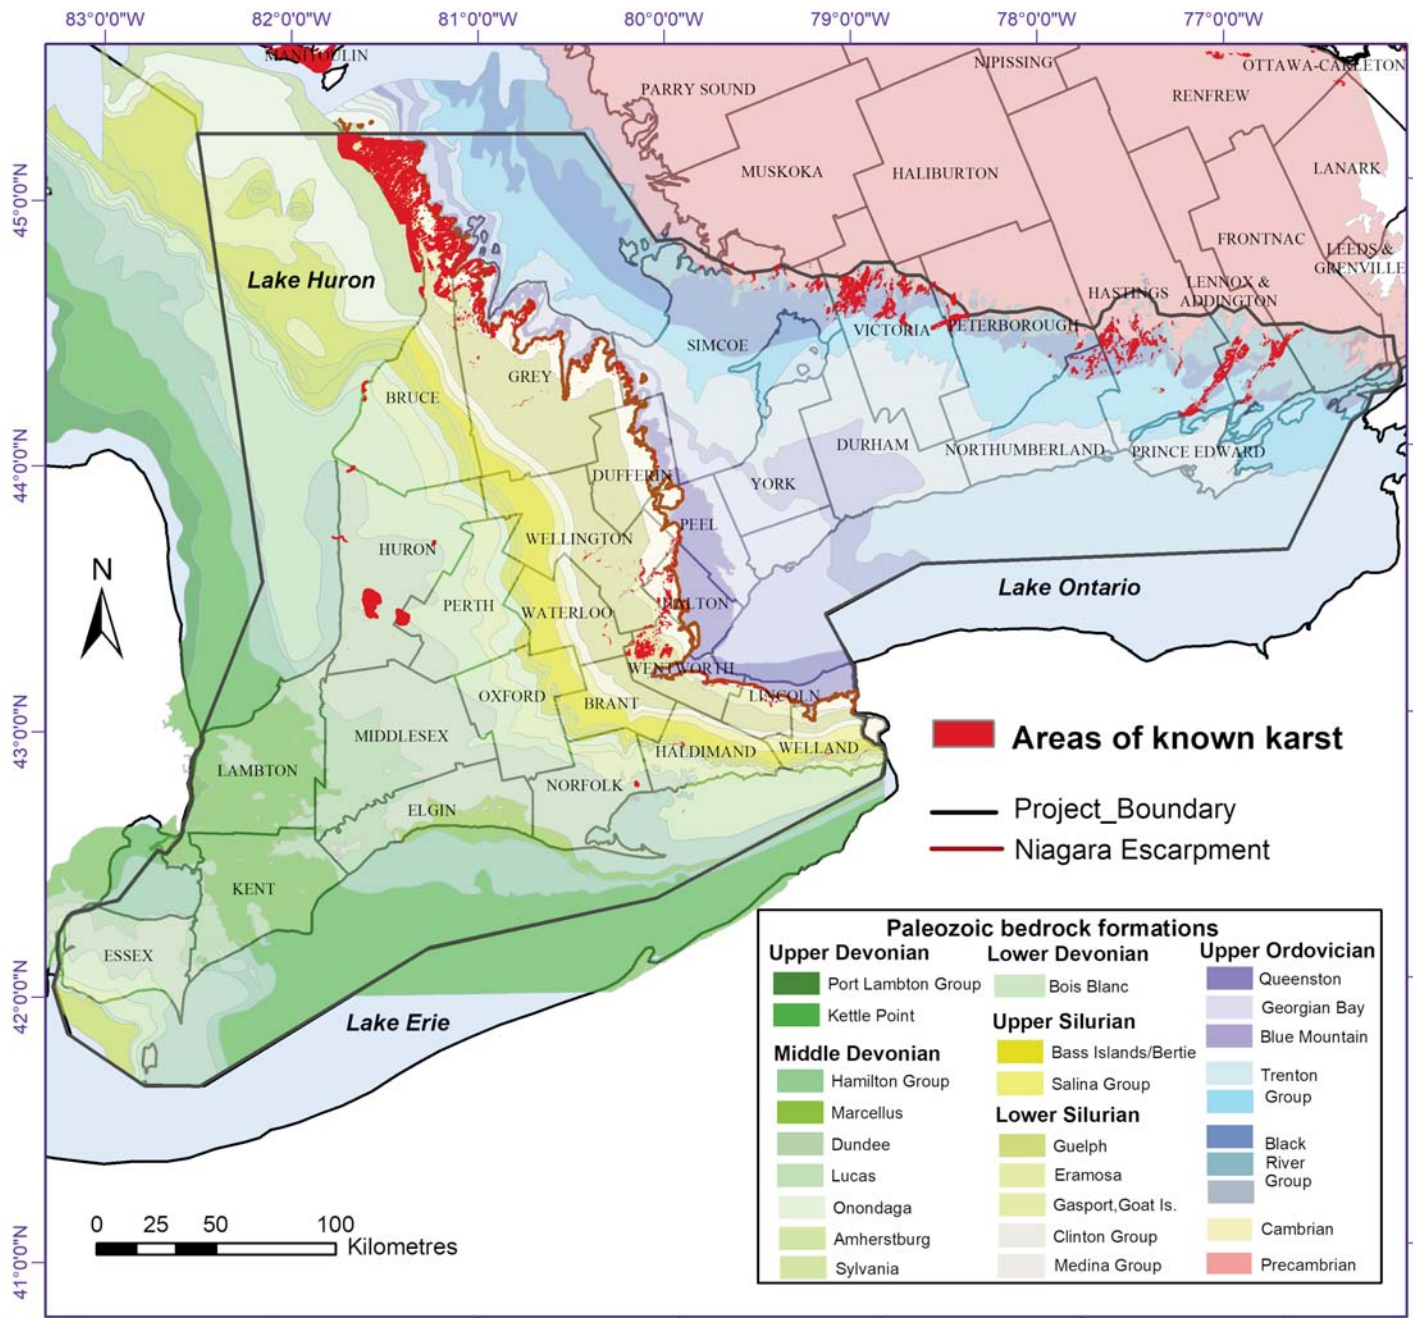 83°0'0"W 82°0'0"W 81°0'0"W 80°0'0"W 79°0'0"W 78°0'0"W 77°0'0"W
MANITOULIN
NIPISSING
OTTAWA-CARLETON
PARRY SOUND
RENFREW
MUSKOKA
HALIBURTON
LANARK
45°0'0"N
FRONTNAC
LEEDS &
GRENVILLE
Lake Huron
HASTINGS
LENNOX &
ADDINGTON
VICTORIA
PETERBOROUGH
SIMCOE
GREY
BRUCE
44°0'0"N
DURHAM
NORTHUMBERLAND
PRINCE EDWARD
DUFFERIN
YORK
PEEL
WELLINGTON
HURON
N
Lake Ontario
PERTH
WATERLOO
HALTON
WENTWORTH
43°0'0"N
OXFORD
BRANT
LINCOLN
MIDDLESEX
HALDIMAND
WELLAND
LAMBTON
NORFOLK
ELGIN
KENT
ESSEX
42°0'0"N
Lake Erie
41°0'0"N
0 25 50 100
Kilometres
Areas of known karst
Project_Boundary
Niagara Escarpment
Paleozoic bedrock formations
Upper Devonian
Port Lambton Group
Kettle Point
Middle Devonian
Hamilton Group
Marcellus
Dundee
Lucas
Onondaga
Amherstburg
Sylvania
Lower Devonian
Bois Blanc
Upper Silurian
Bass Islands/Bertie
Salina Group
Lower Silurian
Guelph
Eramosa
Gasport,Goat Is.
Clinton Group
Medina Group
Upper Ordovician
Queenston
Georgian Bay
Blue Mountain
Trenton
Group
Black
River
Group
Cambrian
Precambrian